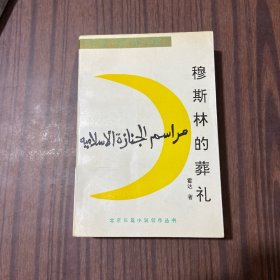 穆斯林的葬礼
مراسم الجنازة الاسلامية
霍达 著
北京长篇小说创作丛书